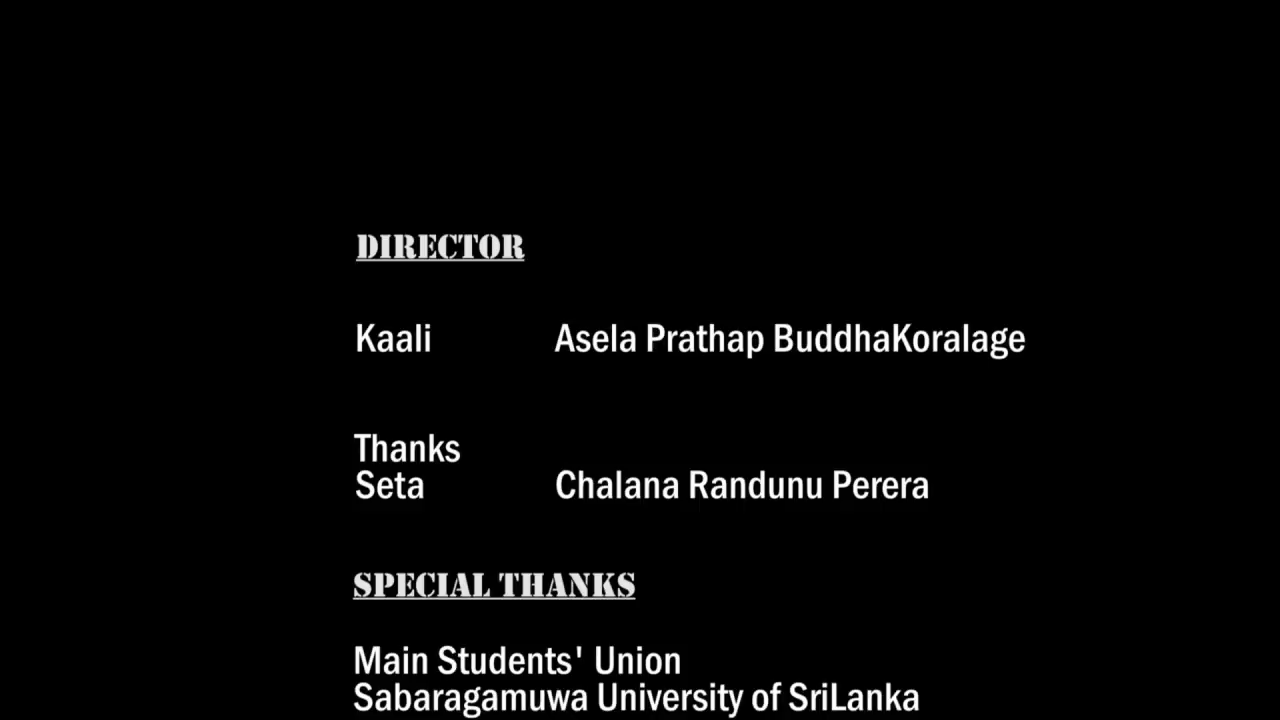 DIRECTOR
Kaali Asela Prathap BuddhaKoralage
Thanks
Seta Chalana Randunu Perera
SPECIAL THANKS
Main Students' Union
Sabaragamuwa University of SriLanka